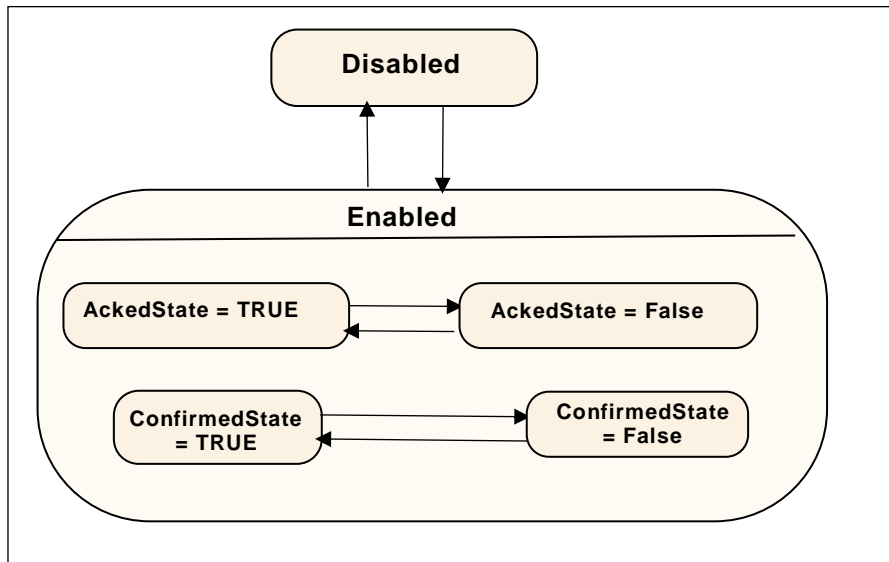 Disabled
Enabled
AckedState = TRUE
AckedState = False
ConfirmedState
= TRUE
ConfirmedState
= False